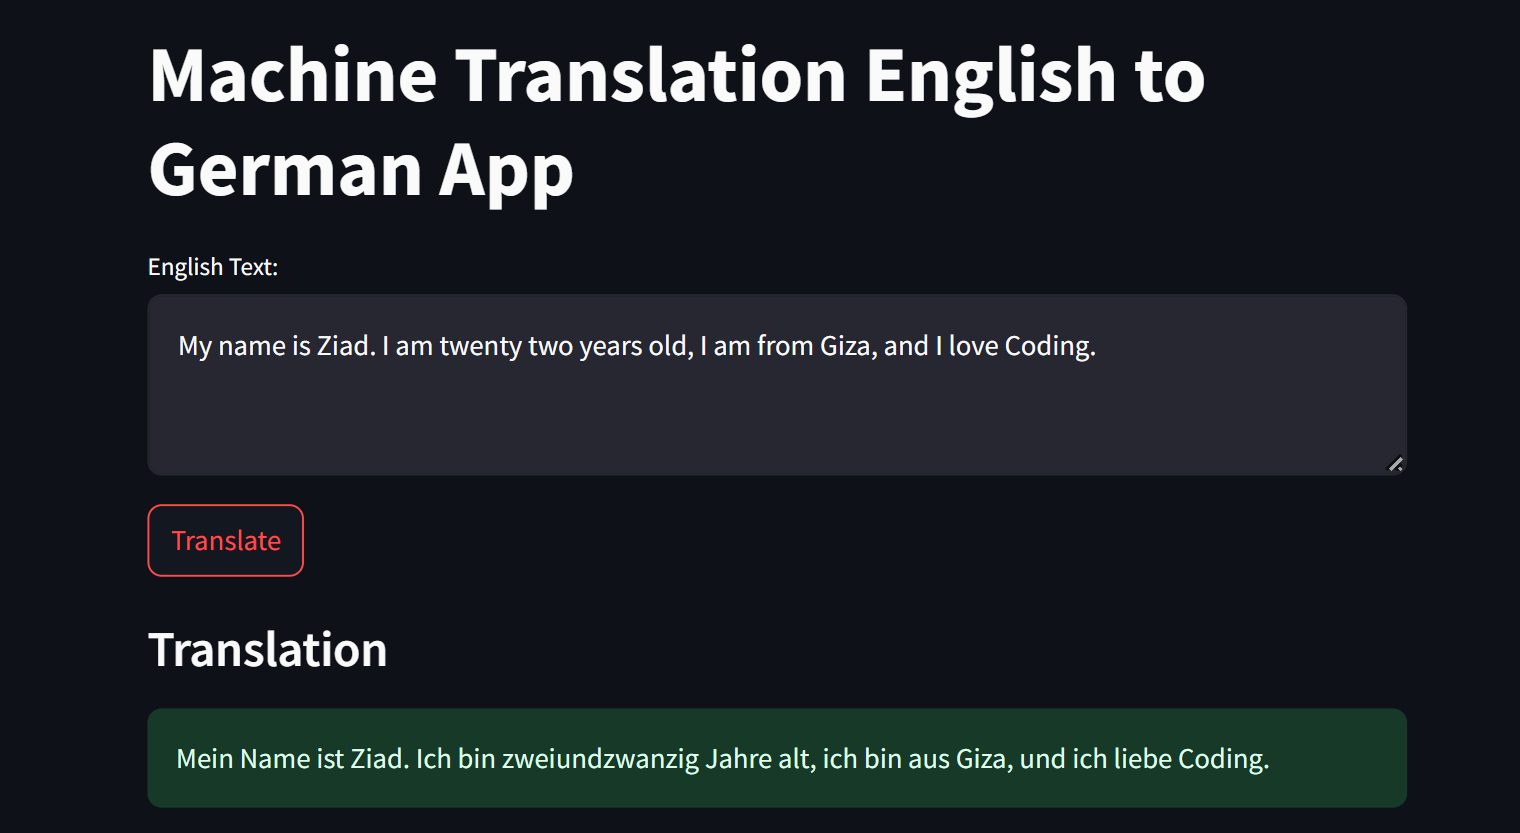 Machine Translation English to
German App
English Text:
My name is Ziad. I am twenty two years old, I am from Giza, and I love Coding.
Translate
Translation
Mein Name ist Ziad. Ich bin zweiundzwanzig Jahre alt, ich bin aus Giza, und ich liebe Coding.